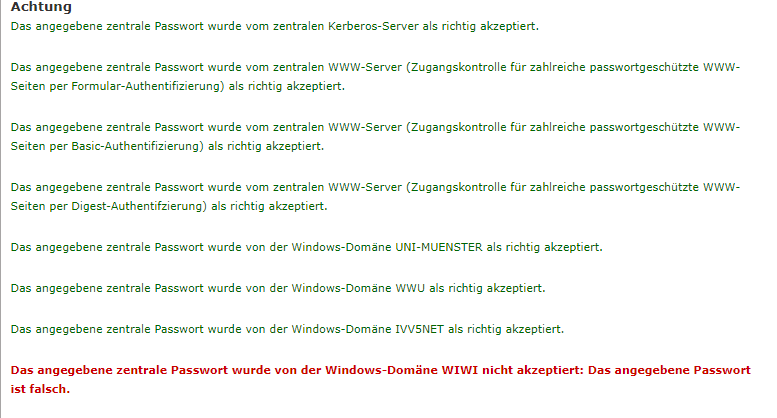 Achtung
Das angegebene zentrale Passwort wurde vom zentralen Kerberos-Server als richtig akzeptiert.
Das angegebene zentrale Passwort wurde vom zentralen WWW-Server (Zugangskontrolle für zahlreiche passwortgeschützte WWW-
Seiten per Formular-Authentifizierung) als richtig akzeptiert.
Das angegebene zentrale Passwort wurde vom zentralen WWW-Server (Zugangskontrolle für zahlreiche passwortgeschützte WWW-
Seiten per Basic-Authentifizierung) als richtig akzeptiert.
Das angegebene zentrale Passwort wurde vom zentralen WWW-Server (Zugangskontrolle für zahlreiche passwortgeschützte WWW-
Seiten per Digest-Authentifzierung) als richtig akzeptiert.
Das angegebene zentrale Passwort wurde von der Windows-Domäne UNI-MUENSTER als richtig akzeptiert.
Das angegebene zentrale Passwort wurde von der Windows-Domäne WWU als richtig akzeptiert.
Das angegebene zentrale Passwort wurde von der Windows-Domäne IVV5NET als richtig akzeptiert.
Das angegebene zentrale Passwort wurde von der Windows-Domäne WIWI nicht akzeptiert: Das angegebene Passwort
ist falsch.